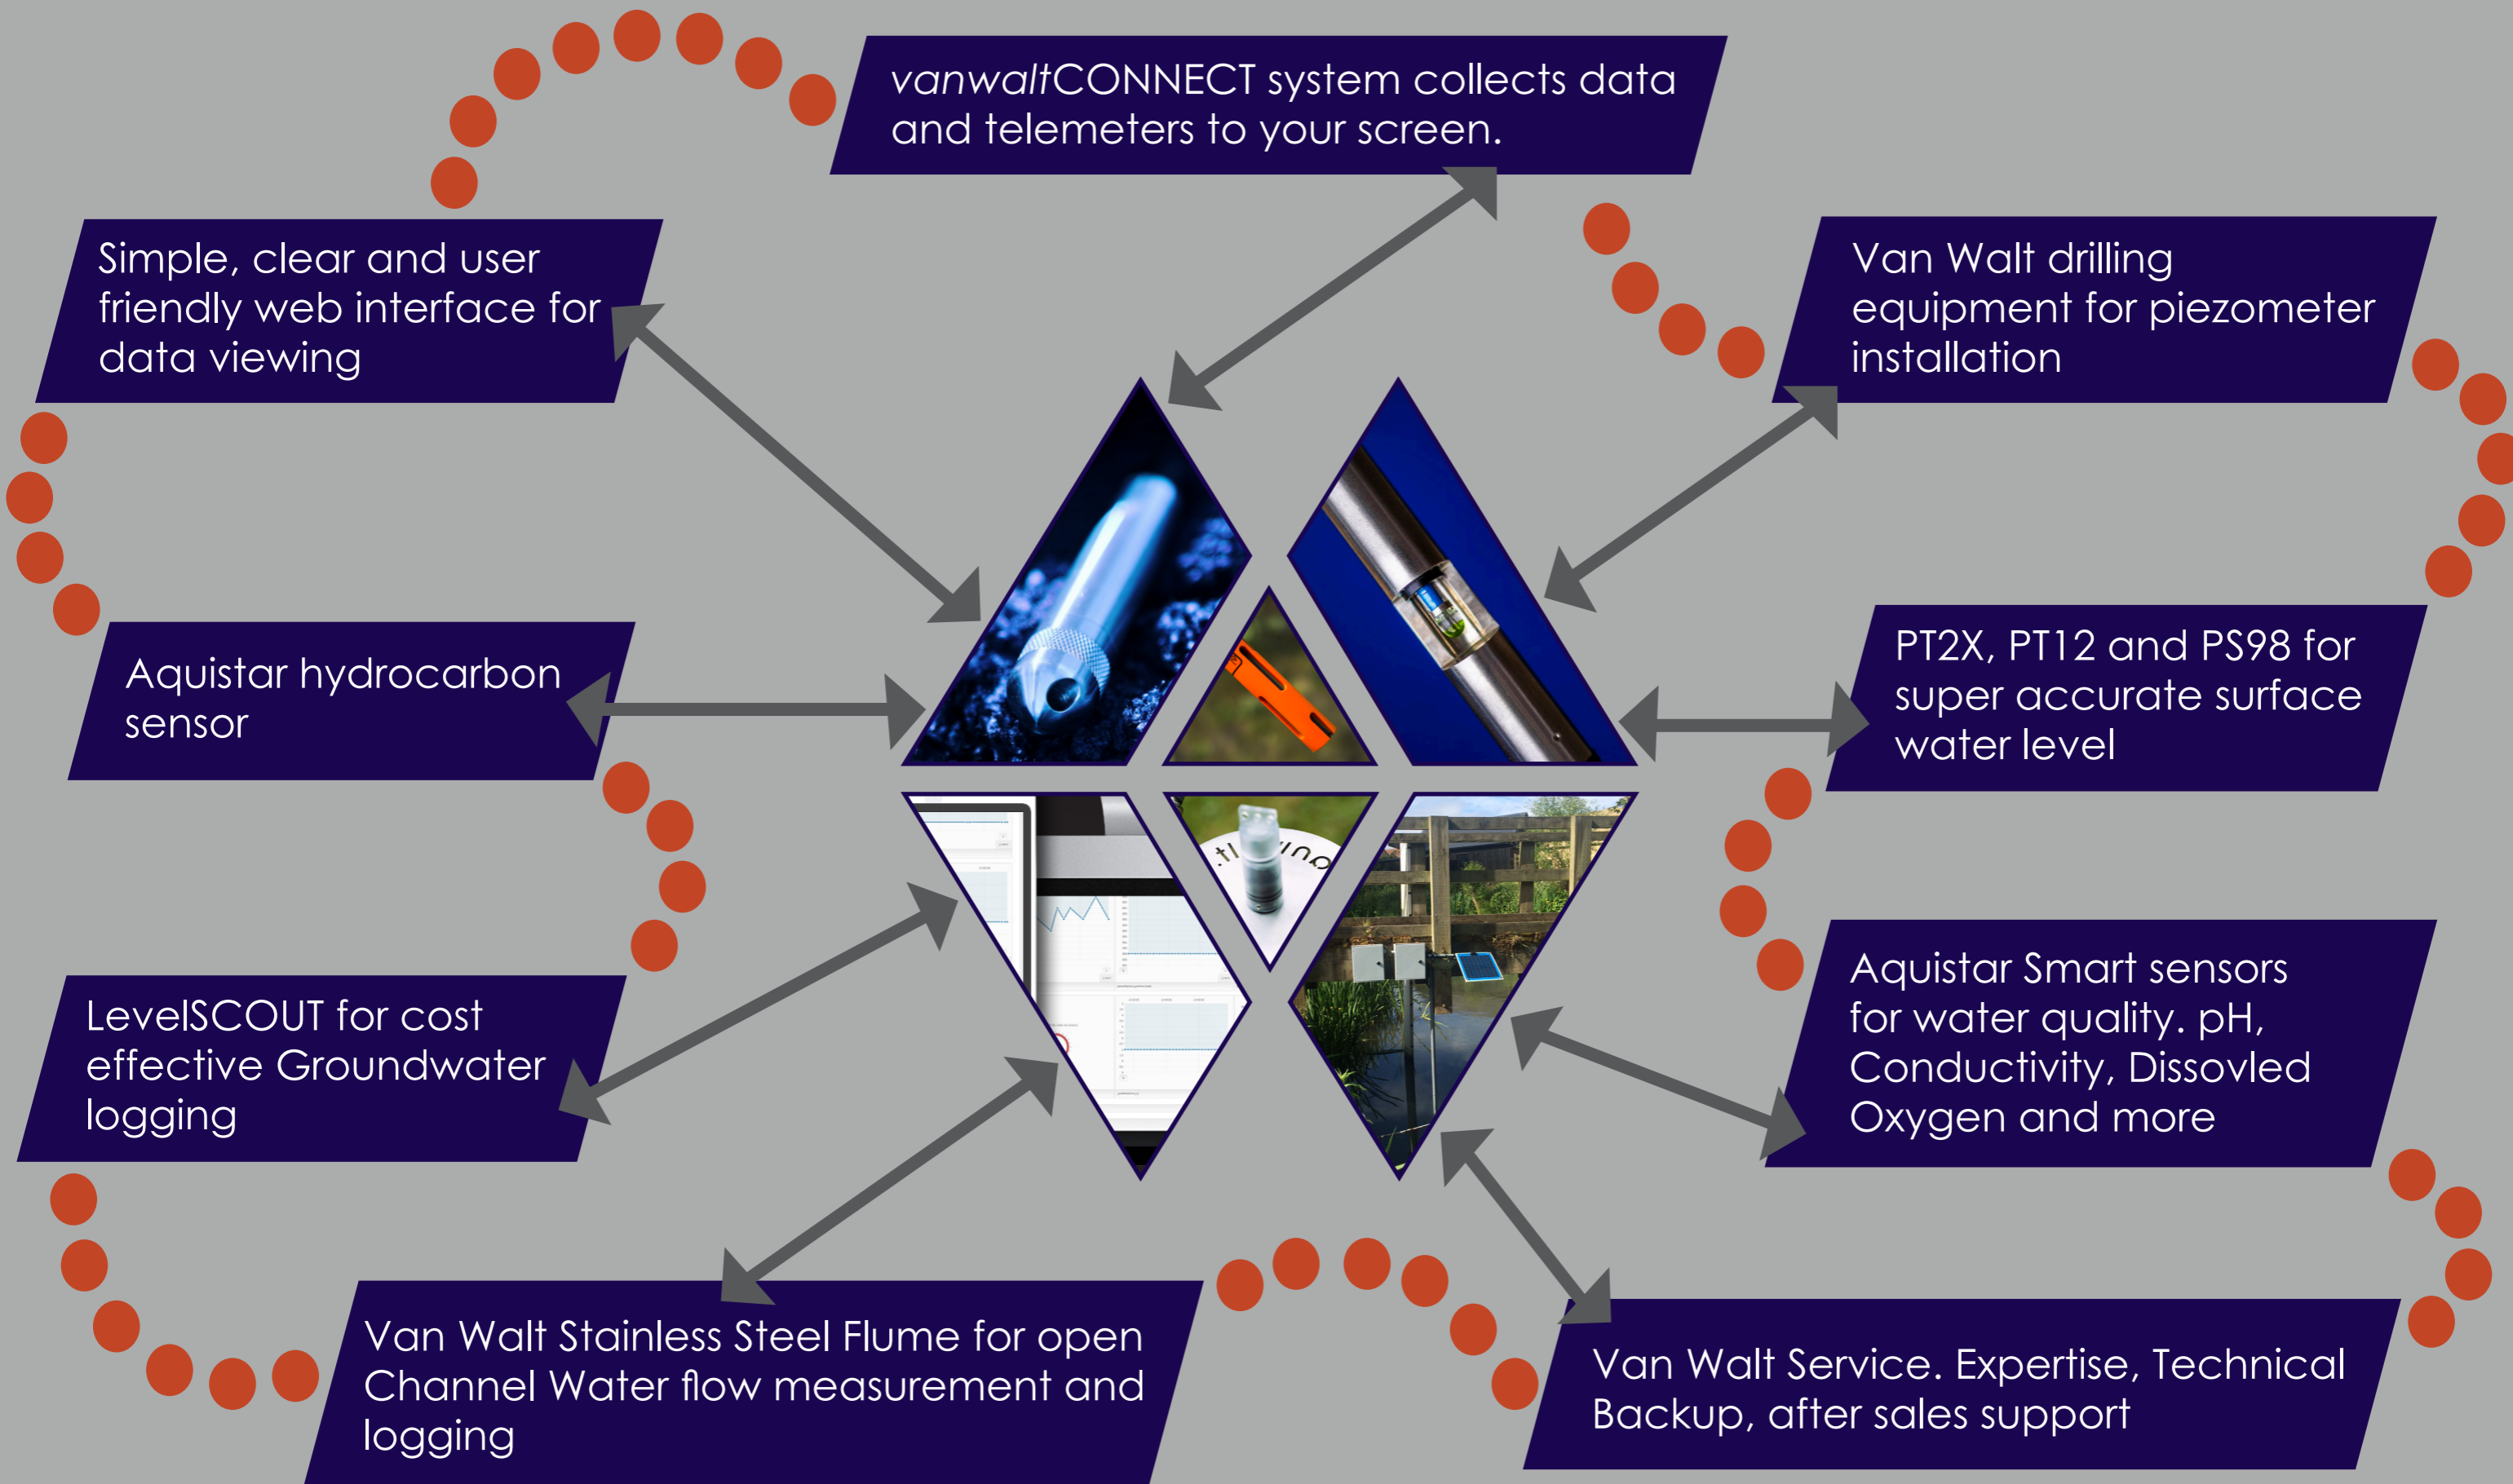 vanwaltCONNECT system collects data
and telemeters to your screen.
Simple, clear and user
friendly web interface for
data viewing
Van Walt drilling
equipment for piezometer
installation
Aquistar hydrocarbon
sensor
PT2X, PT12 and PS98 for
super accurate surface
water level
LevelSCOUT for cost
effective Groundwater
logging
Aquistar Smart sensors
for water quality. pH,
Conductivity, Dissovled
Oxygen and more
Van Walt Stainless Steel Flume for open
Channel Water flow measurement and
logging
Van Walt Service. Expertise, Technical
Backup, after sales support